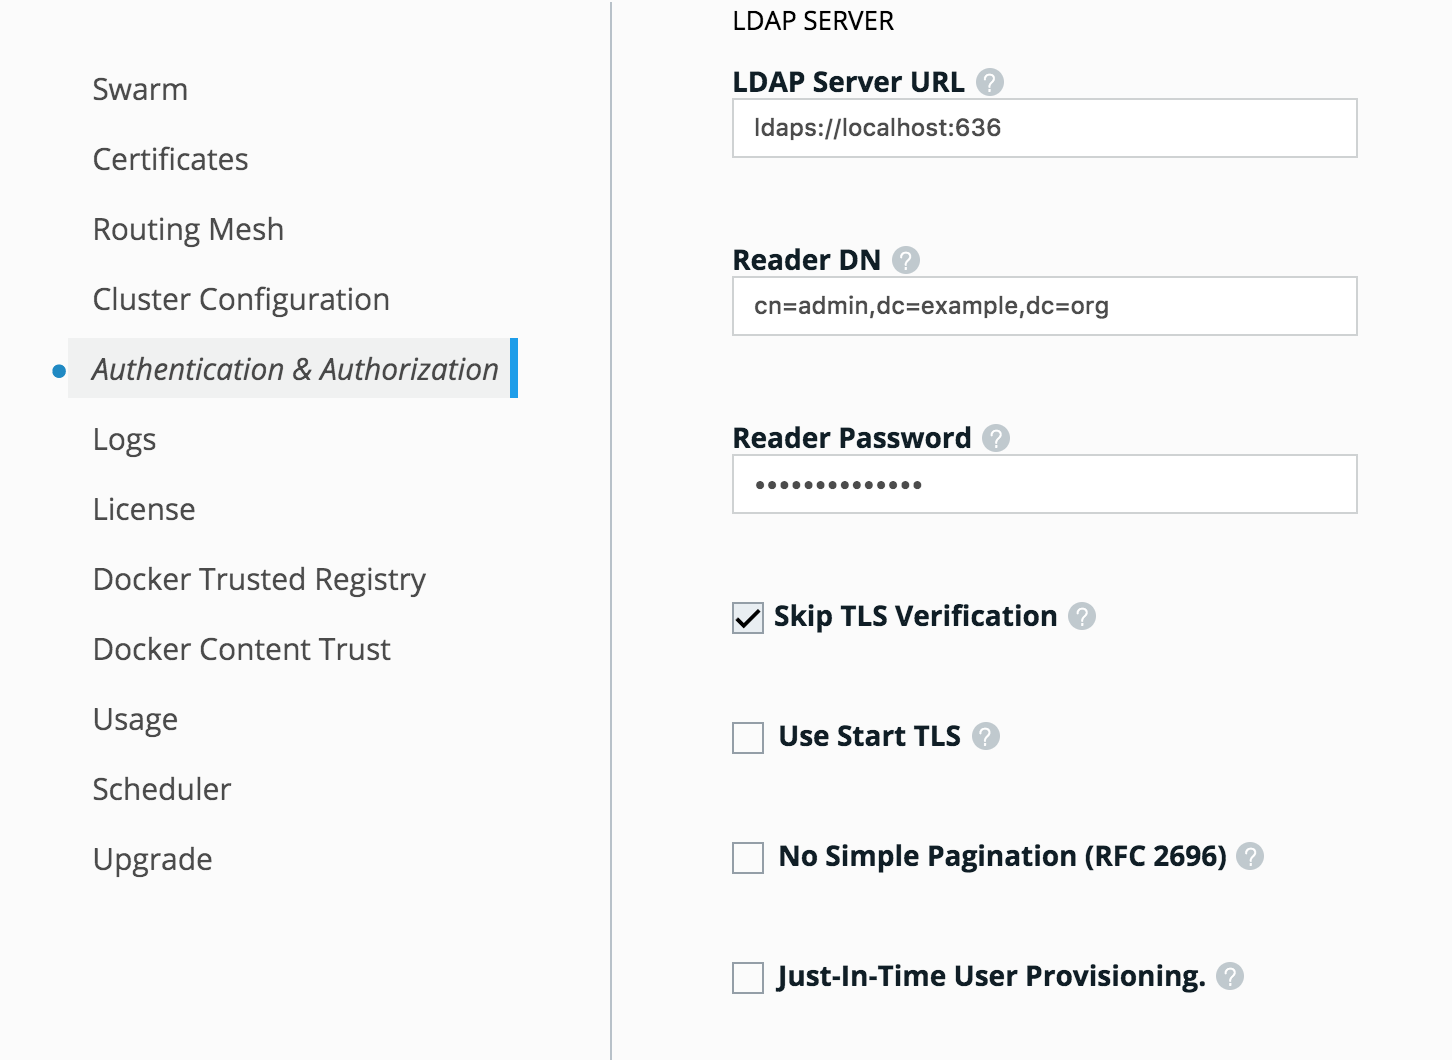 Swarm
Certificates
Routing Mesh
Cluster Configuration
Authentication & Authorization
Logs
License
Docker Trusted Registry
Docker Content Trust
Usage
Scheduler
Upgrade
LDAP SERVER
LDAP Server URL ?
ldaps://localhost:636
Reader DN ?
cn=admin,dc=example,dc=org
Reader Password ?
••••••••••••••
Skip TLS Verification ?
Use Start TLS ?
No Simple Pagination (RFC 2696) ?
Just-In-Time User Provisioning. ?